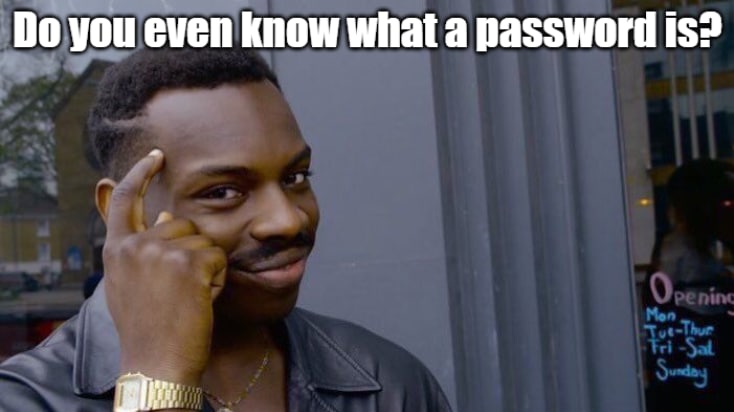 Do you even know what a password is?
Opening
Mon
Tue-Thur
Fri -Sat
Sunday